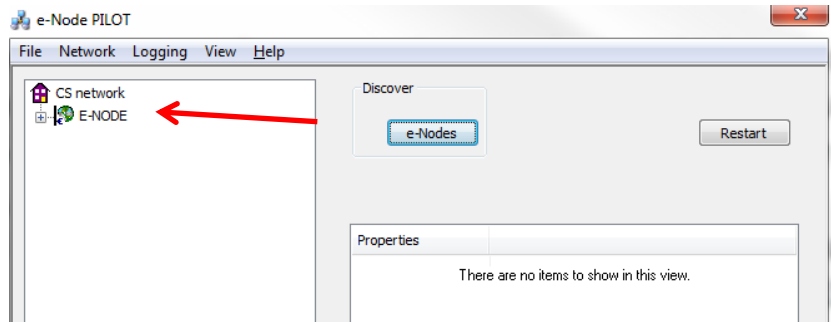 e-Node PILOT
x
File Network Logging View Help
CS network
E-NODE
Discover
e-Nodes
Restart
Properties
There are no items to show in this view.